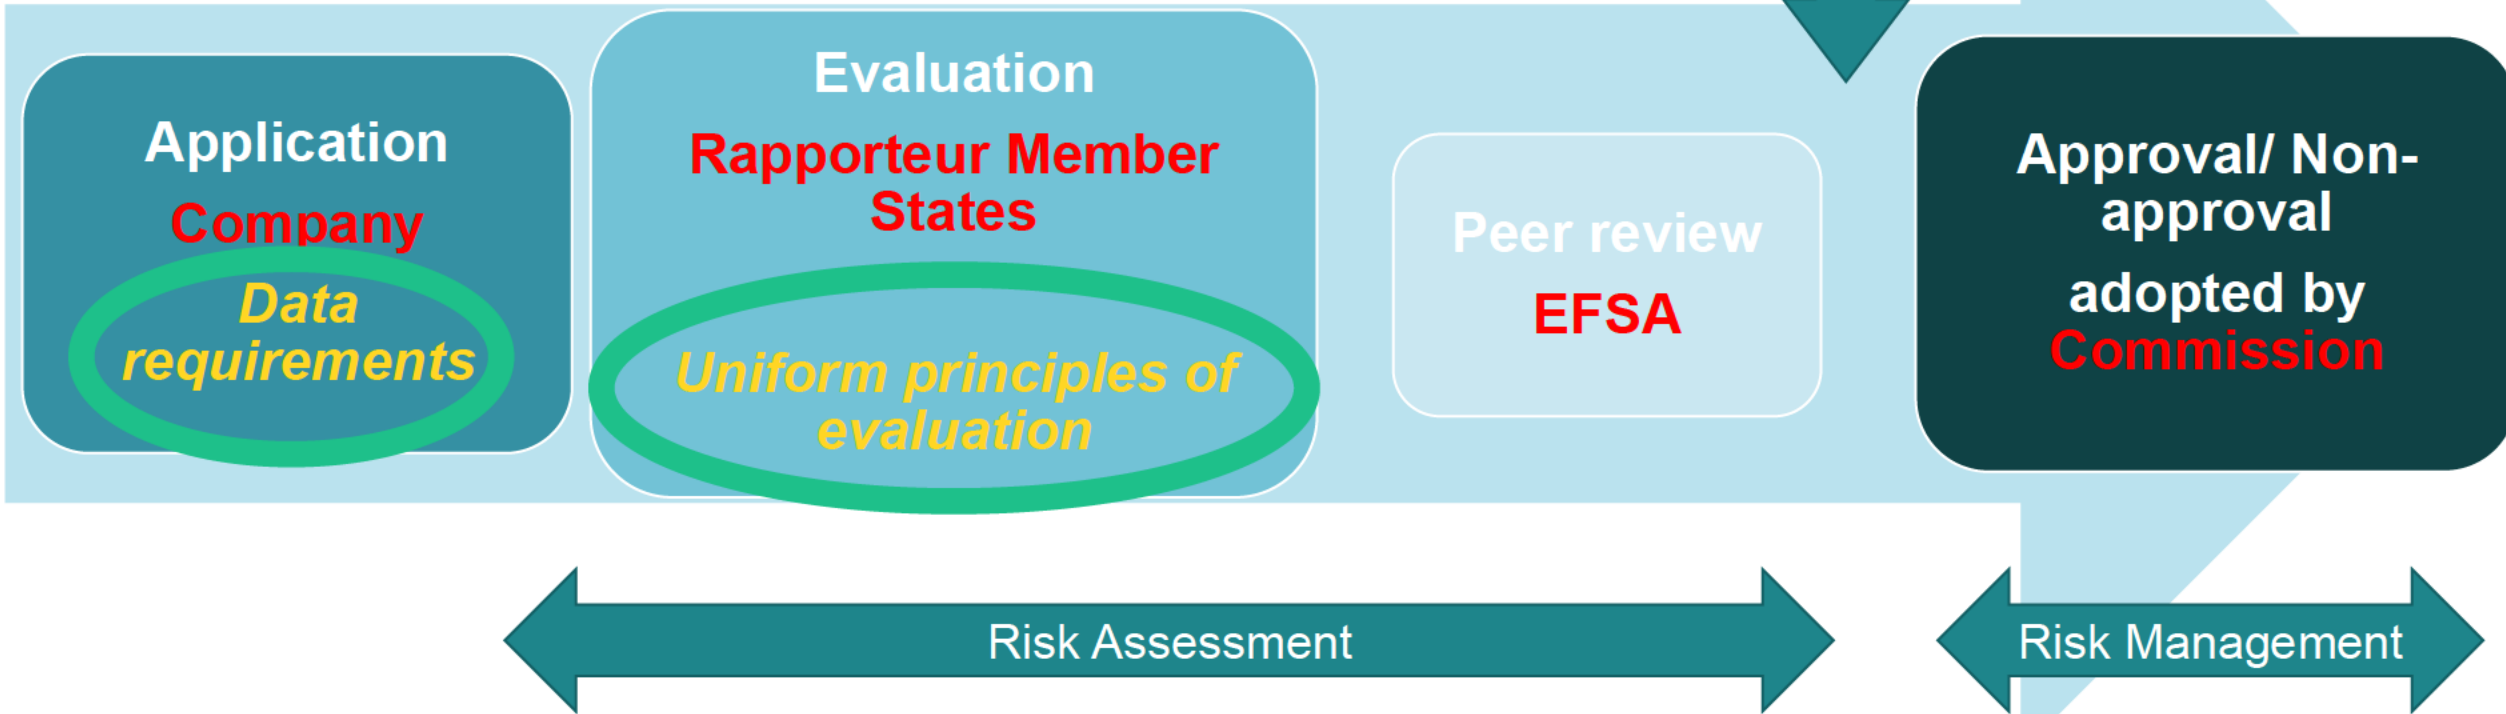 Application
Company
Data
requirements
Evaluation
Rapporteur Member
States
Uniform principles of
evaluation
Peer review
EFSA
Approval/ Non-
approval
adopted by
Commission
Risk Assessment
Risk Management